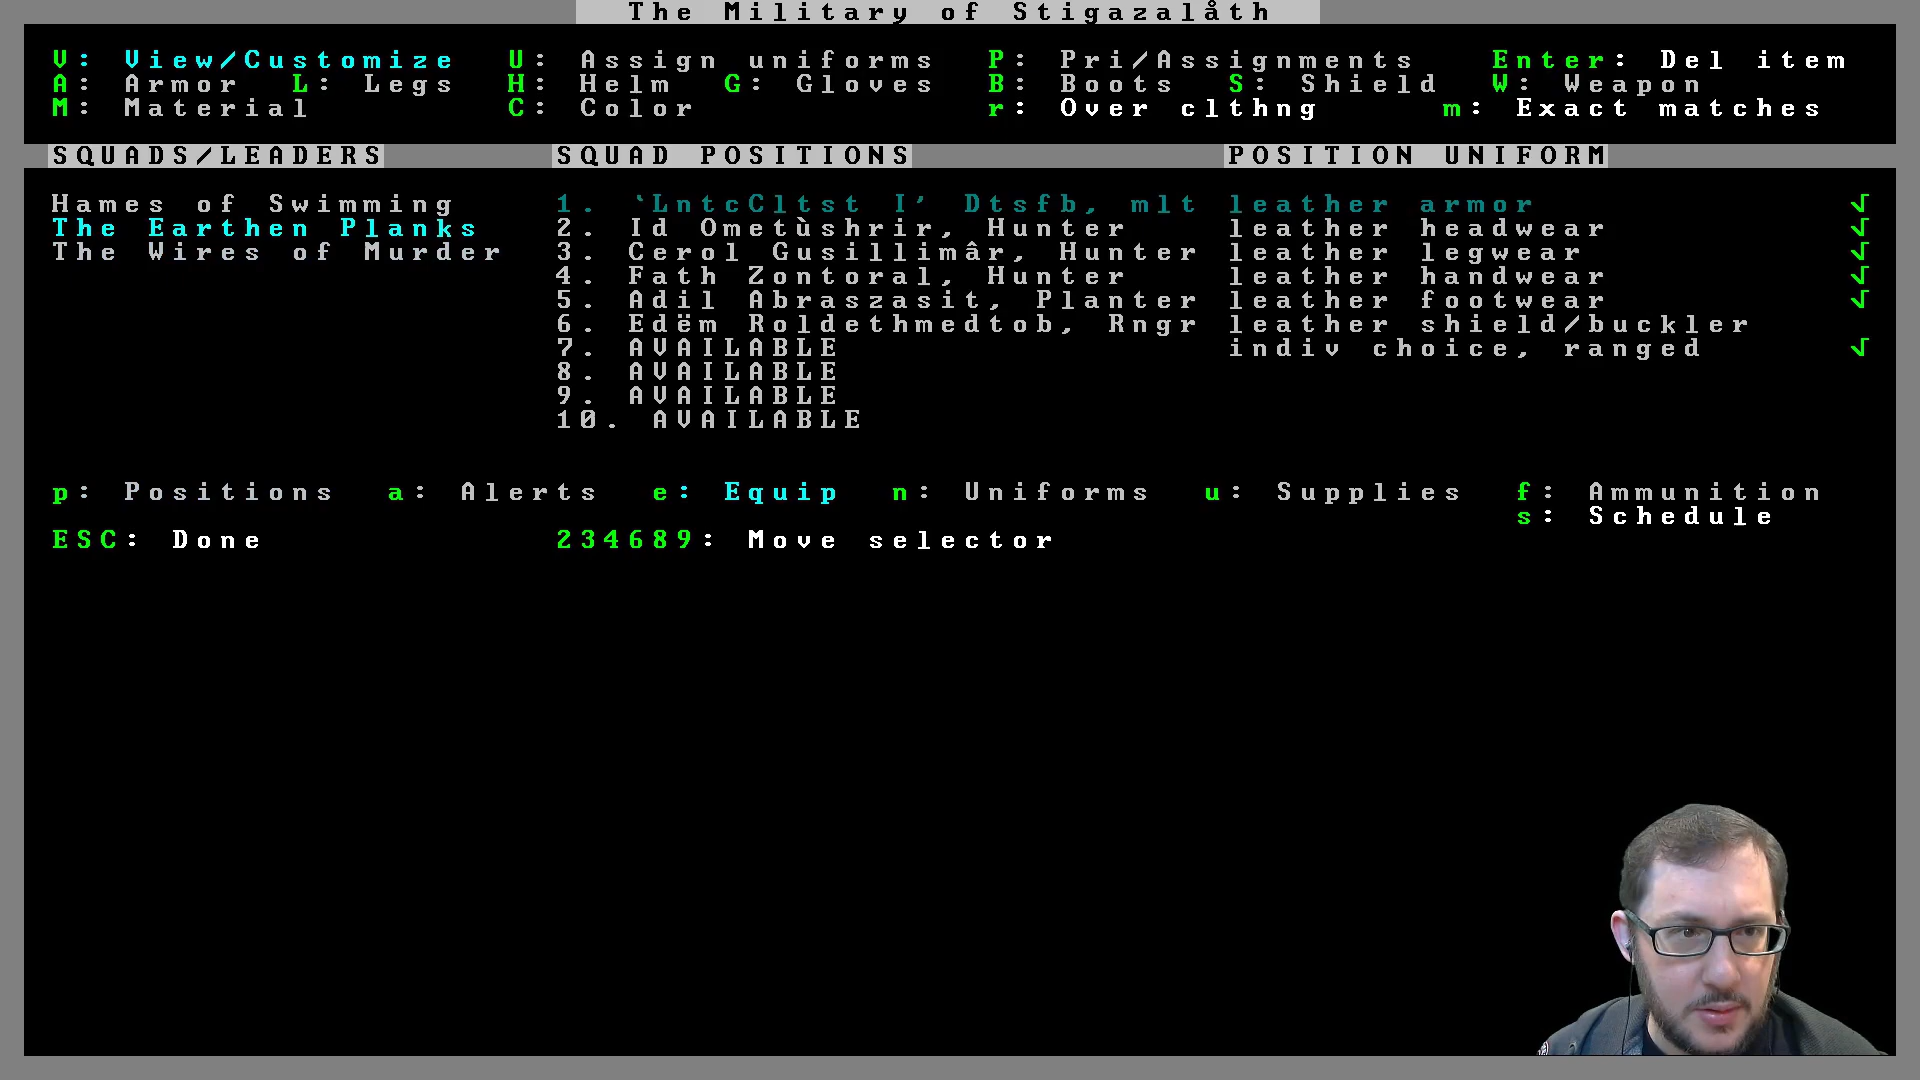 The Military of Stigazalåth
V: View/Customize U: Assign uniforms P: Pri/Assignments Enter: Del item
A: Armor L: Legs H: Helm G: Gloves B: Boots S: Shield W: Weapon
M: Material C: Color r: Over clthng m: Exact matches
SQUADS/LEADERS SQUAD POSITIONS POSITION UNIFORM
Hames of Swimming 1. `LntcCltst I' Dtsfb, mlt leather armor √
The Earthen Planks 2. Id Ometùshrir, Hunter leather headwear √
The Wires of Murder 3. Cerol Gusillimâr, Hunter leather legwear √
4. Fath Zontoral, Hunter leather handwear √
5. Adil Abraszasit, Planter leather footwear √
6. Edëm Roldethmedtob, Rngr leather shield/buckler
7. AVAILABLE indiv choice, ranged √
8. AVAILABLE
9. AVAILABLE
10. AVAILABLE
p: Positions a: Alerts e: Equip n: Uniforms u: Supplies f: Ammunition
s: Schedule
ESC: Done 234689: Move selector